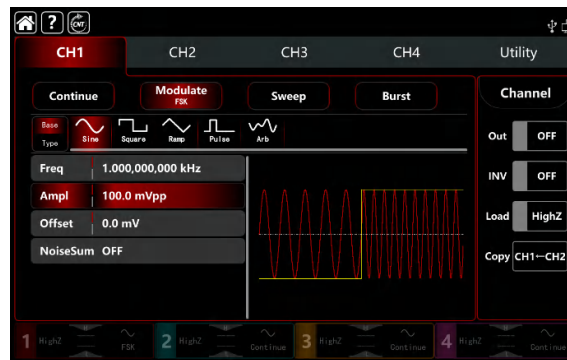 ? CNT
CH1 CH2 CH3 CH4 Utility
Continue Modulate Sweep Burst Channel
FSK
Base
Type Sine Square Ramp Pulse Arb
Out OFF
Freq 1.000,000,000 kHz
INV OFF
Ampl 100.0 mVpp
Offset 0.0 mV
Load HighZ
NoiseSum OFF
Copy CH1←CH2
1 HighZ FSK 2 HighZ Continue 3 HighZ Continue 4 HighZ Continue